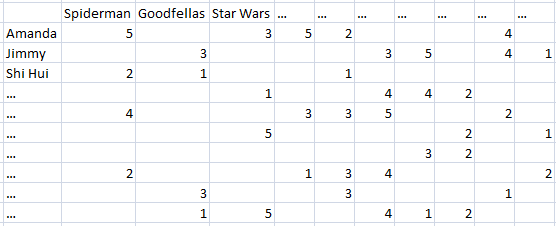 Spiderman Goodfellas Star Wars … … … … … … …
Amanda 5 3 5 2 4
Jimmy 3 3 5 4 1
Shi Hui 2 1 1
… 1 4 4 2
… 4 3 3 5 2
… 5 2 1
… 3 2
… 2 1 3 4 2
… 3 3 1
… 1 5 4 1 2